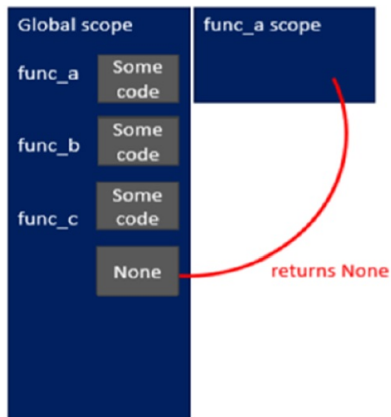 Global scope
func_a scope
func_a
Some
code
func_b
Some
code
func_c
Some
code
None
returns None